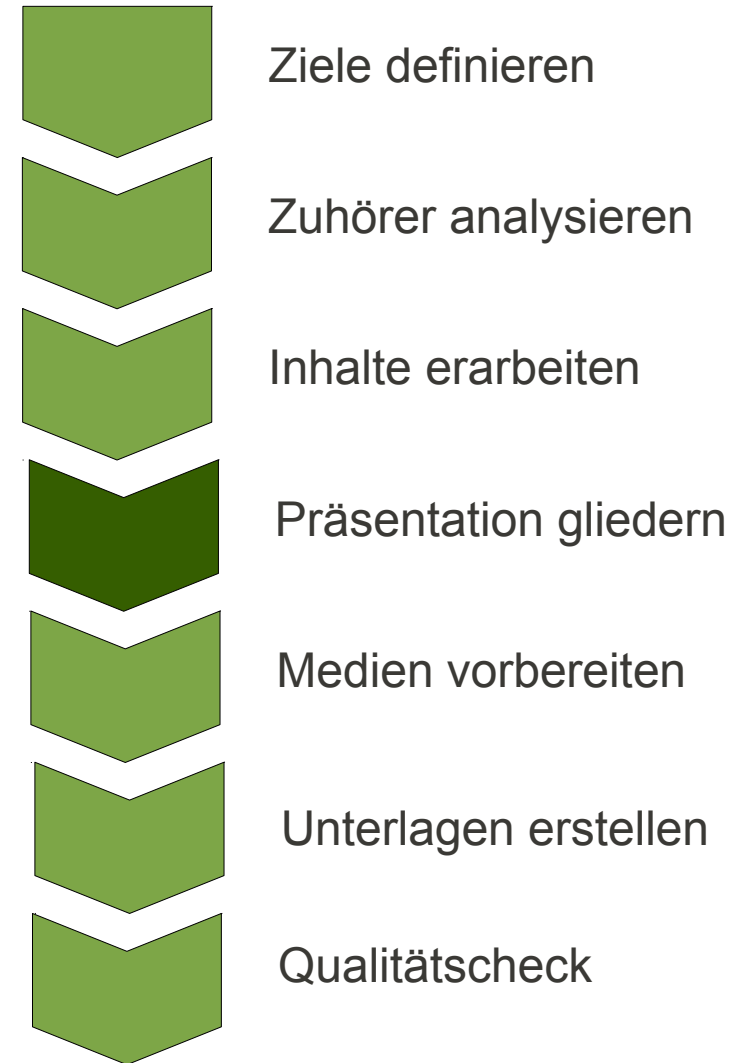 Ziele definieren
Zuhörer analysieren
Inhalte erarbeiten
Präsentation gliedern
Medien vorbereiten
Unterlagen erstellen
Qualitätscheck